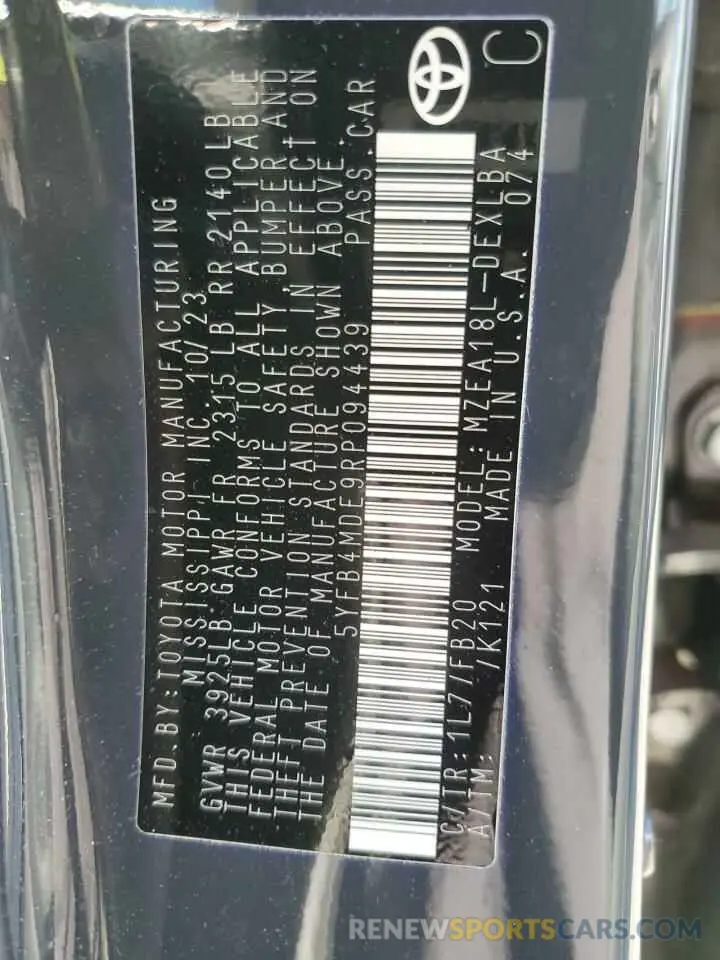 MFD.BY:TOYOTA MOTOR MANUFACTURING
MISSISSIPPI INC. 10/23
GVWR 3925LB GAWR FR 2315 LB RR 2140 LB
THIS VEHICLE CONFORMS TO ALL APPLICABLE
FEDERAL MOTOR VEHICLE SAFETY,BUMPER AND
THEFT PREVENTION STANDARDS IN EFFECT ON
THE DATE OF MANUFACTURE SHOWN ABOVE.
5YFB4MDE9RP094439 PASS.CAR
C/TR:1L7/FB20 MODEL:MZEA18L-DEXLBA
A/TM: /K121 MADE IN U.S.A. 074
C
RENEWSPORTSCARS.COM